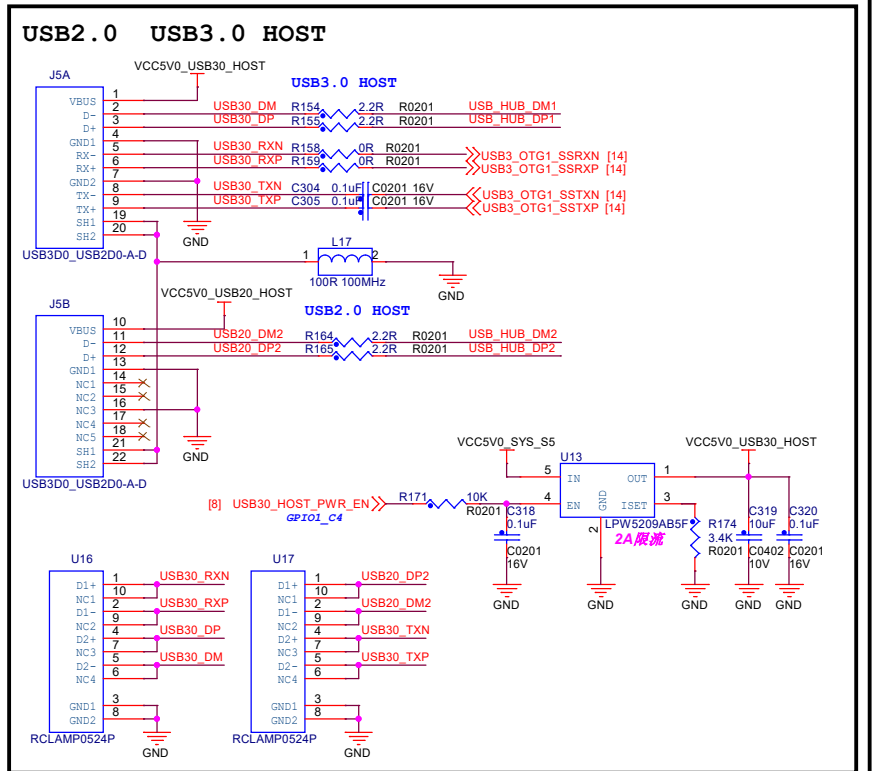 USB2.0 USB3.0 HOST
VCC5V0_USB30_HOST
J5A
USB3.0 HOST
VBUS 1
D- 2 USB30_DM R154 2.2R R0201 USB_HUB_DM1
D+ 3 USB30_DP R155 2.2R R0201 USB_HUB_DP1
GND1 4
RX- 5 USB30_RXN R158 0R R0201 USB3_OTG1_SSRXN [14]
RX+ 6 USB30_RXP R159 0R R0201 USB3_OTG1_SSRXP [14]
GND2 7
TX- 8 USB30_TXN C304 0.1uF C0201 16V USB3_OTG1_SSTXN [14]
TX+ 9 USB30_TXP C305 0.1uF C0201 16V USB3_OTG1_SSTXP [14]
SH1 19
SH2 20
GND
USB3D0_USB2D0-A-D
L17
1 2
100R 100MHz
GND
VCC5V0_USB20_HOST
J5B
USB2.0 HOST
VBUS 10
D- 11 USB20_DM2 R164 2.2R R0201 USB_HUB_DM2
D+ 12 USB20_DP2 R165 2.2R R0201 USB_HUB_DP2
GND1 13
NC1 14
NC2 15
NC3 16
NC4 17
NC5 18
SH1 21
SH2 22
GND
USB3D0_USB2D0-A-D
VCC5V0_SYS_S5
U13
VCC5V0_USB30_HOST
5 IN OUT 1
[8] USB30_HOST_PWR_EN R171 10K 4 EN GND ISET 3
GPIO1_C4
R0201
C318
0.1uF
C0201
16V
2
LPW5209AB5F
2A限流
R174
3.4K
R0201
C319
10uF
C0402
10V
C320
0.1uF
C0201
16V
GND GND GND GND GND
U16
D1+ 1 USB30_RXN
NC1 10
D1- 2 USB30_RXP
NC2 9
D2+ 4 USB30_DP
NC3 7
D2- 5 USB30_DM
NC4 6
GND1 3
GND2 8
RCLAMP0524P
GND
U17
D1+ 1 USB20_DP2
NC1 10
D1- 2 USB20_DM2
NC2 9
D2+ 4 USB30_TXN
NC3 7
D2- 5 USB30_TXP
NC4 6
GND1 3
GND2 8
RCLAMP0524P
GND